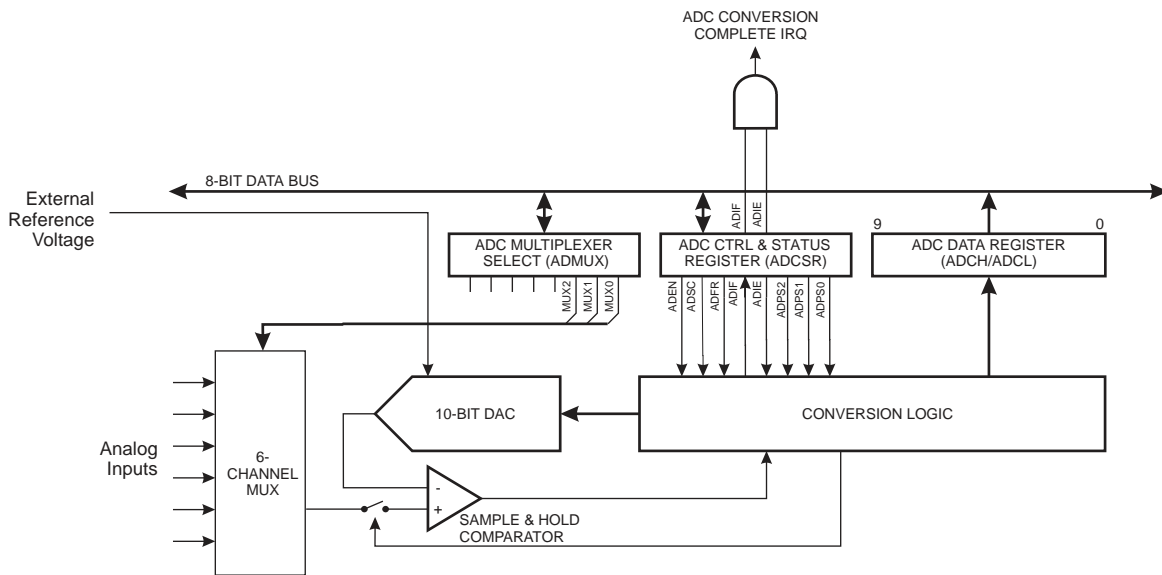 ADC CONVERSION
COMPLETE IRQ
8-BIT DATA BUS
External
Reference
Voltage
ADIF
ADIE
9
0
ADC MULTIPLEXER
SELECT (ADMUX)
ADC CTRL & STATUS
REGISTER (ADCSR)
ADC DATA REGISTER
(ADCH/ADCL)
MUX2
MUX1
MUX0
ADEN
ADSC
ADFR
ADIF
ADIE
ADPS2
ADPS1
ADPS0
10-BIT DAC
CONVERSION LOGIC
Analog
Inputs
6-
CHANNEL
MUX
-
+
SAMPLE & HOLD
COMPARATOR